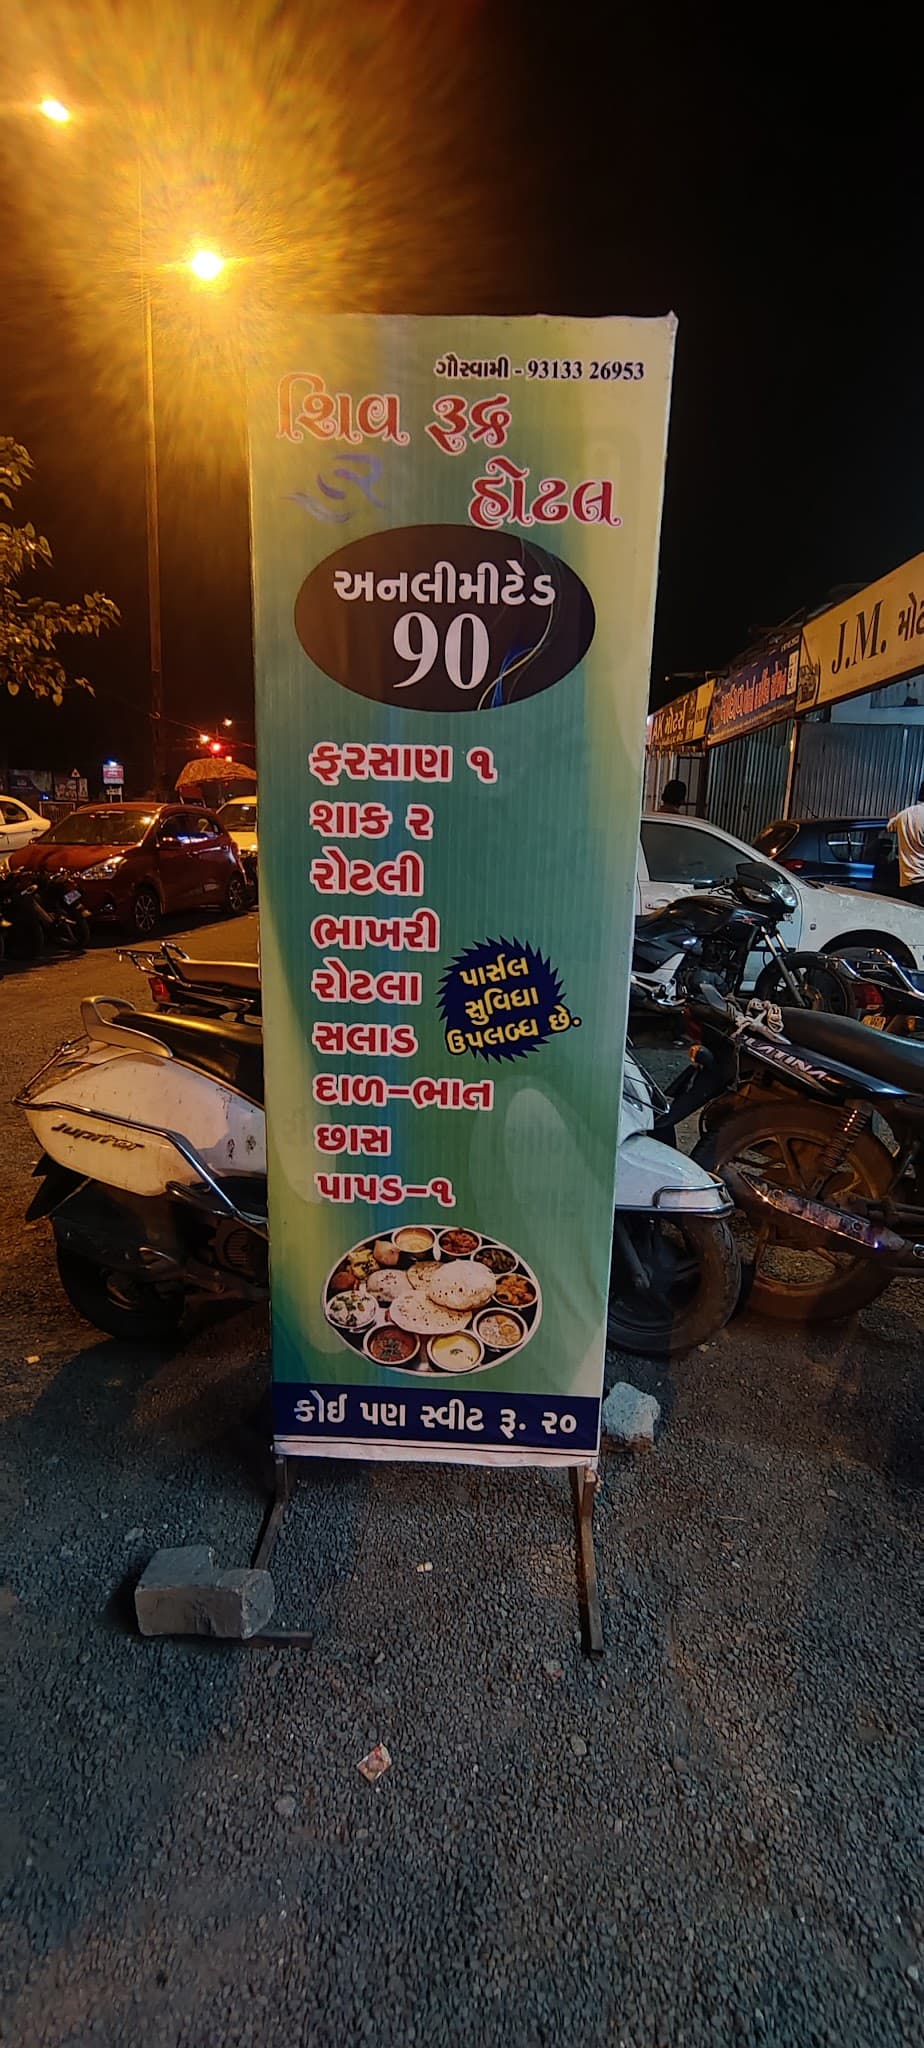 ગૌસ્વામી - 93133 26953
શિવ રૂદ્ર
હોટલ
અનલીમીટેડ
90
ફરસાણ ૧
શાક ૨
રોટલી
ભાખરી
રોટલા
સલાડ
દાળ-ભાત
છાસ
પાપડ-૧
પાર્સલ
સુવિધા
ઉપલબ્ધ છે.
કોઈ પણ સ્વીટ રૂ. ૨૦
J.M.